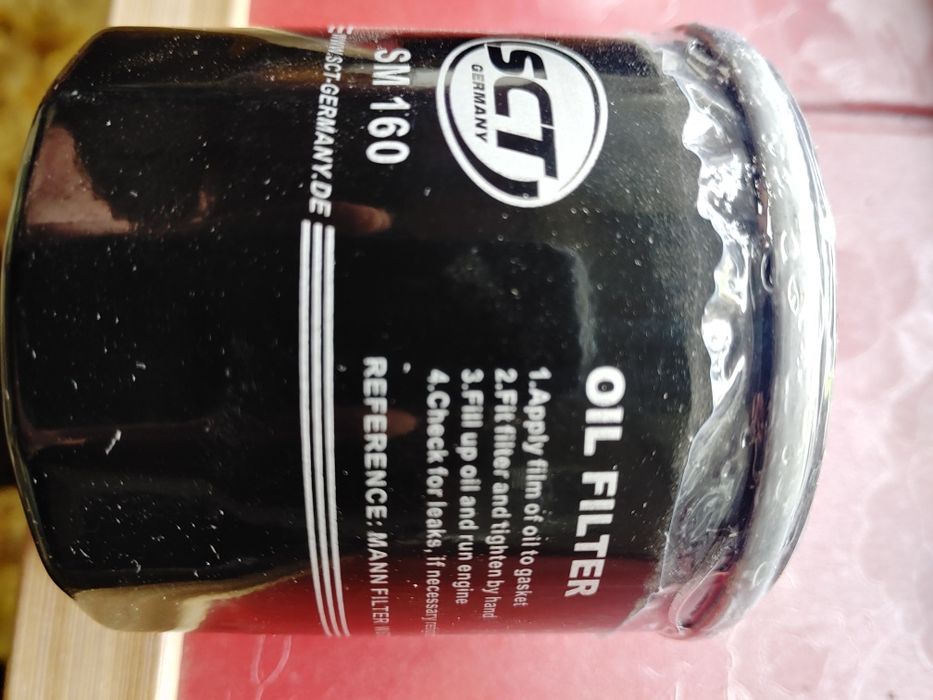 SCT
GERMANY
SM 160
WWW.SCT-GERMANY.DE
OIL FILTER
1.Apply film of oil to gasket
2.Fit filter and tighten by hand
3.Fill up oil and run engine
4.Check for leaks, if necessary
REFERENCE: MANN FILTER